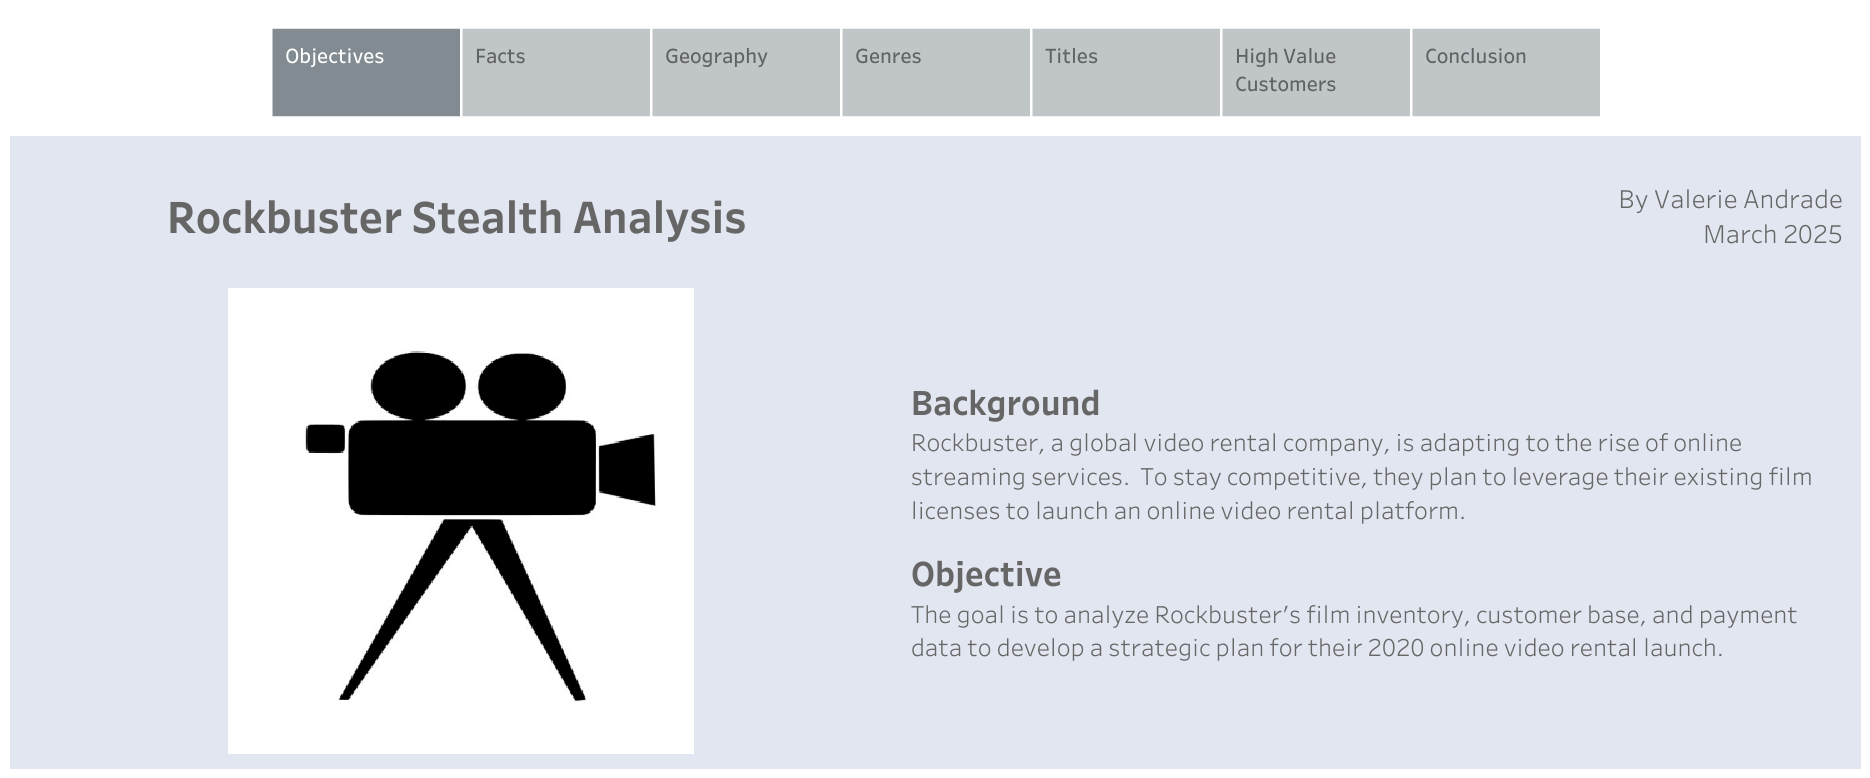 Objectives
Facts
Geography
Genres
Titles
High Value
Customers
Conclusion
Rockbuster Stealth Analysis
By Valerie Andrade
March 2025
Background
Rockbuster, a global video rental company, is adapting to the rise of online
streaming services.  To stay competitive, they plan to leverage their existing film
licenses to launch an online video rental platform.
Objective
The goal is to analyze Rockbuster’s film inventory, customer base, and payment
data to develop a strategic plan for their 2020 online video rental launch.